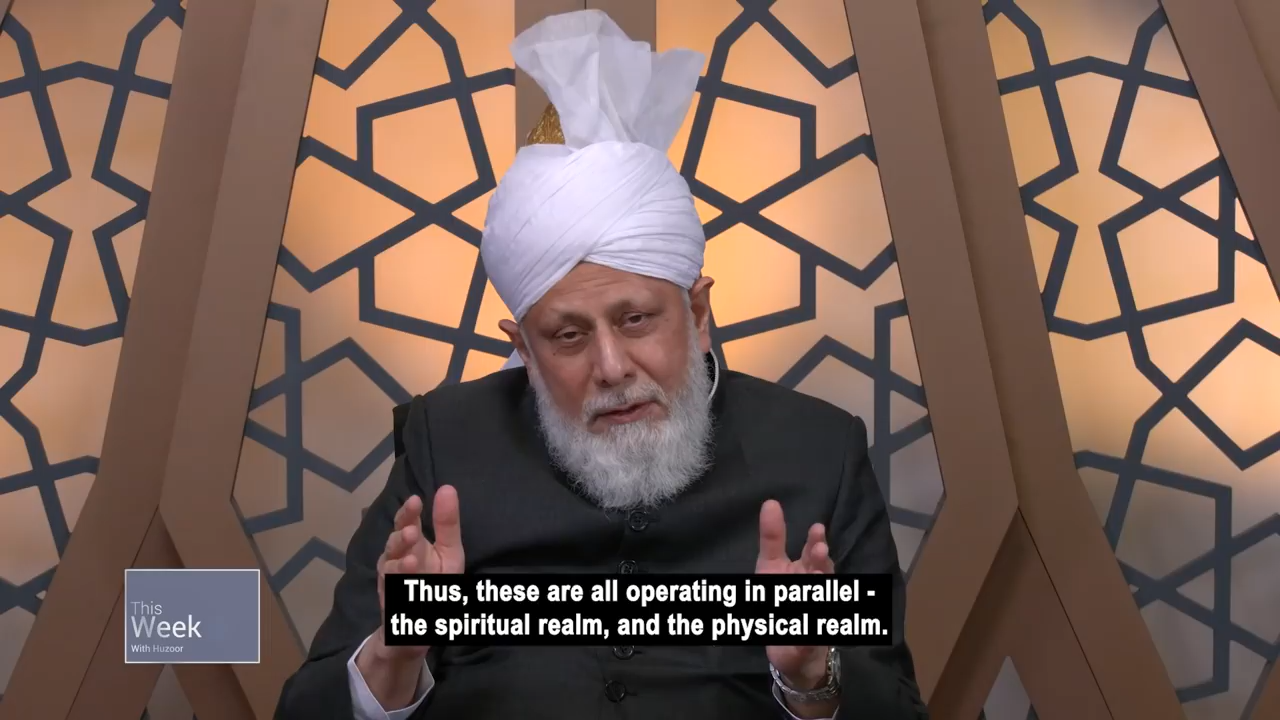 This
Week
With Huzoor
Thus, these are all operating in parallel -
the spiritual realm, and the physical realm.